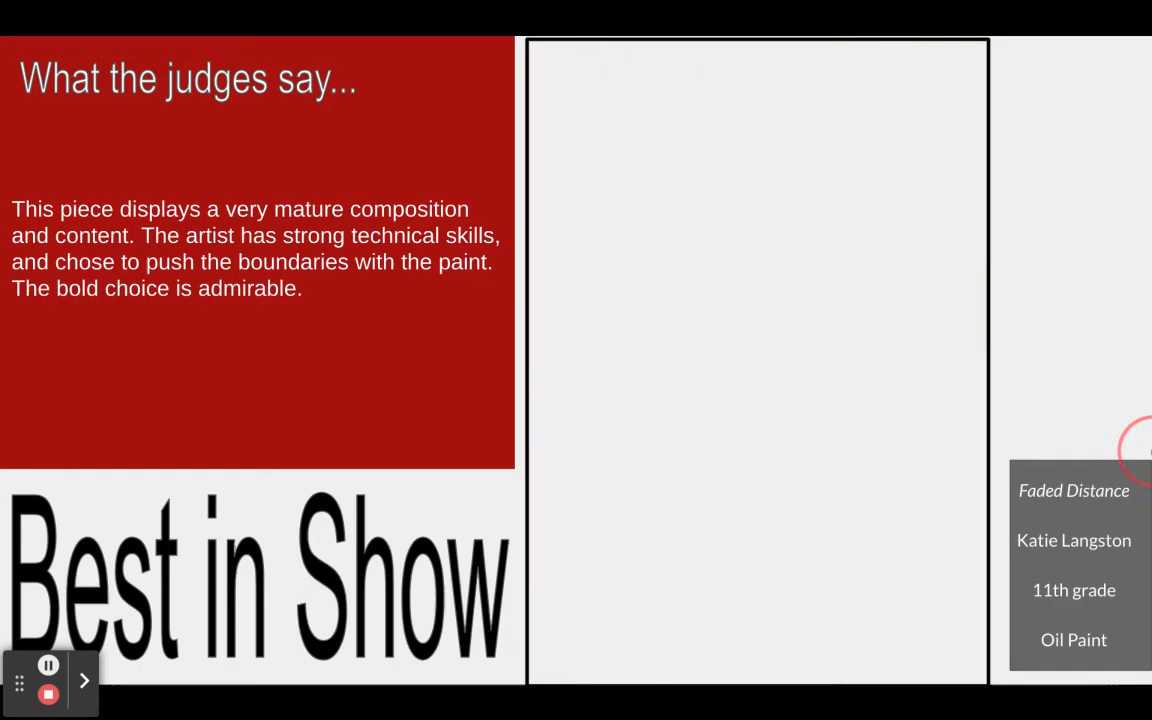 What the judges say...
This piece displays a very mature composition
and content. The artist has strong technical skills,
and chose to push the boundaries with the paint.
The bold choice is admirable.
Best in Show
Faded Distance
Katie Langston
11th grade
Oil Paint